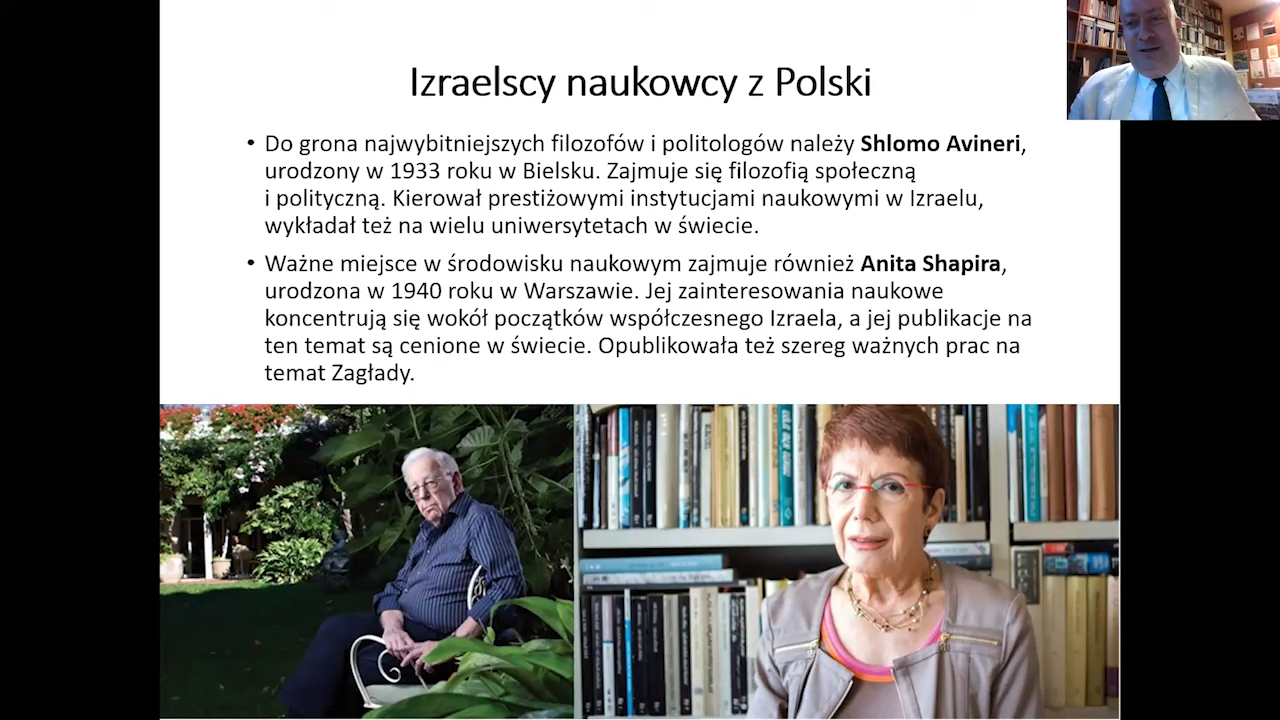 Izraelscy naukowcy z Polski
• Do grona najwybitniejszych filozofów i politologów należy Shlomo Avineri,
urodzony w 1933 roku w Bielsku. Zajmuje się filozofią społeczną
i polityczną. Kierował prestiżowymi instytucjami naukowymi w Izraelu,
wykładał też na wielu uniwersytetach w świecie.
• Ważne miejsce w środowisku naukowym zajmuje również Anita Shapira,
urodzona w 1940 roku w Warszawie. Jej zainteresowania naukowe
koncentrują się wokół początków współczesnego Izraela, a jej publikacje na
ten temat są cenione w świecie. Opublikowała też szereg ważnych prac na
temat Zagłady.